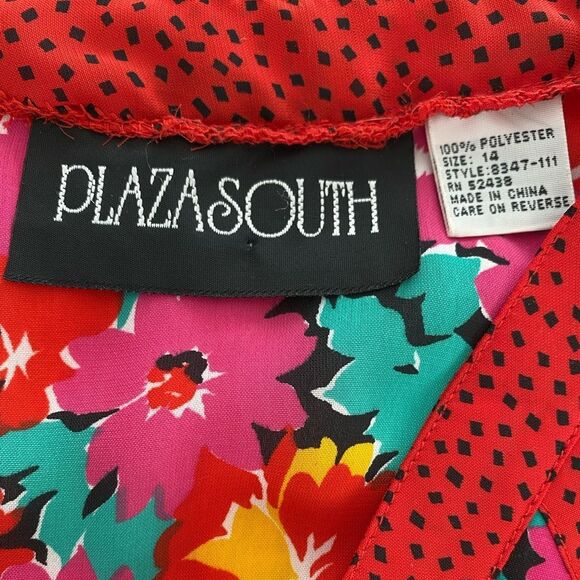 PLAZA SOUTH
100% POLYESTER
SIZE: 14
STYLE:8347-111
RN 52438
MADE IN CHINA
CARE ON REVERSE